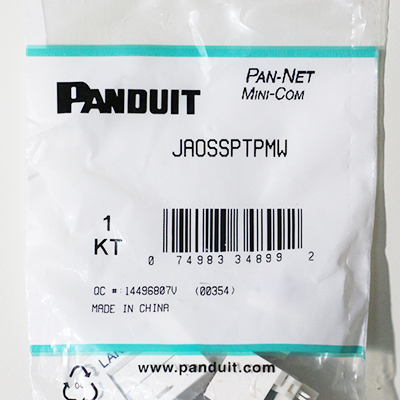 PAN-NET
MINI-COM
PANDUIT
JAOSSPTPMW
1
KT
0 74983 34899 2
QC #: 14496807V (00354)
MADE IN CHINA
LAN
www.panduit.com